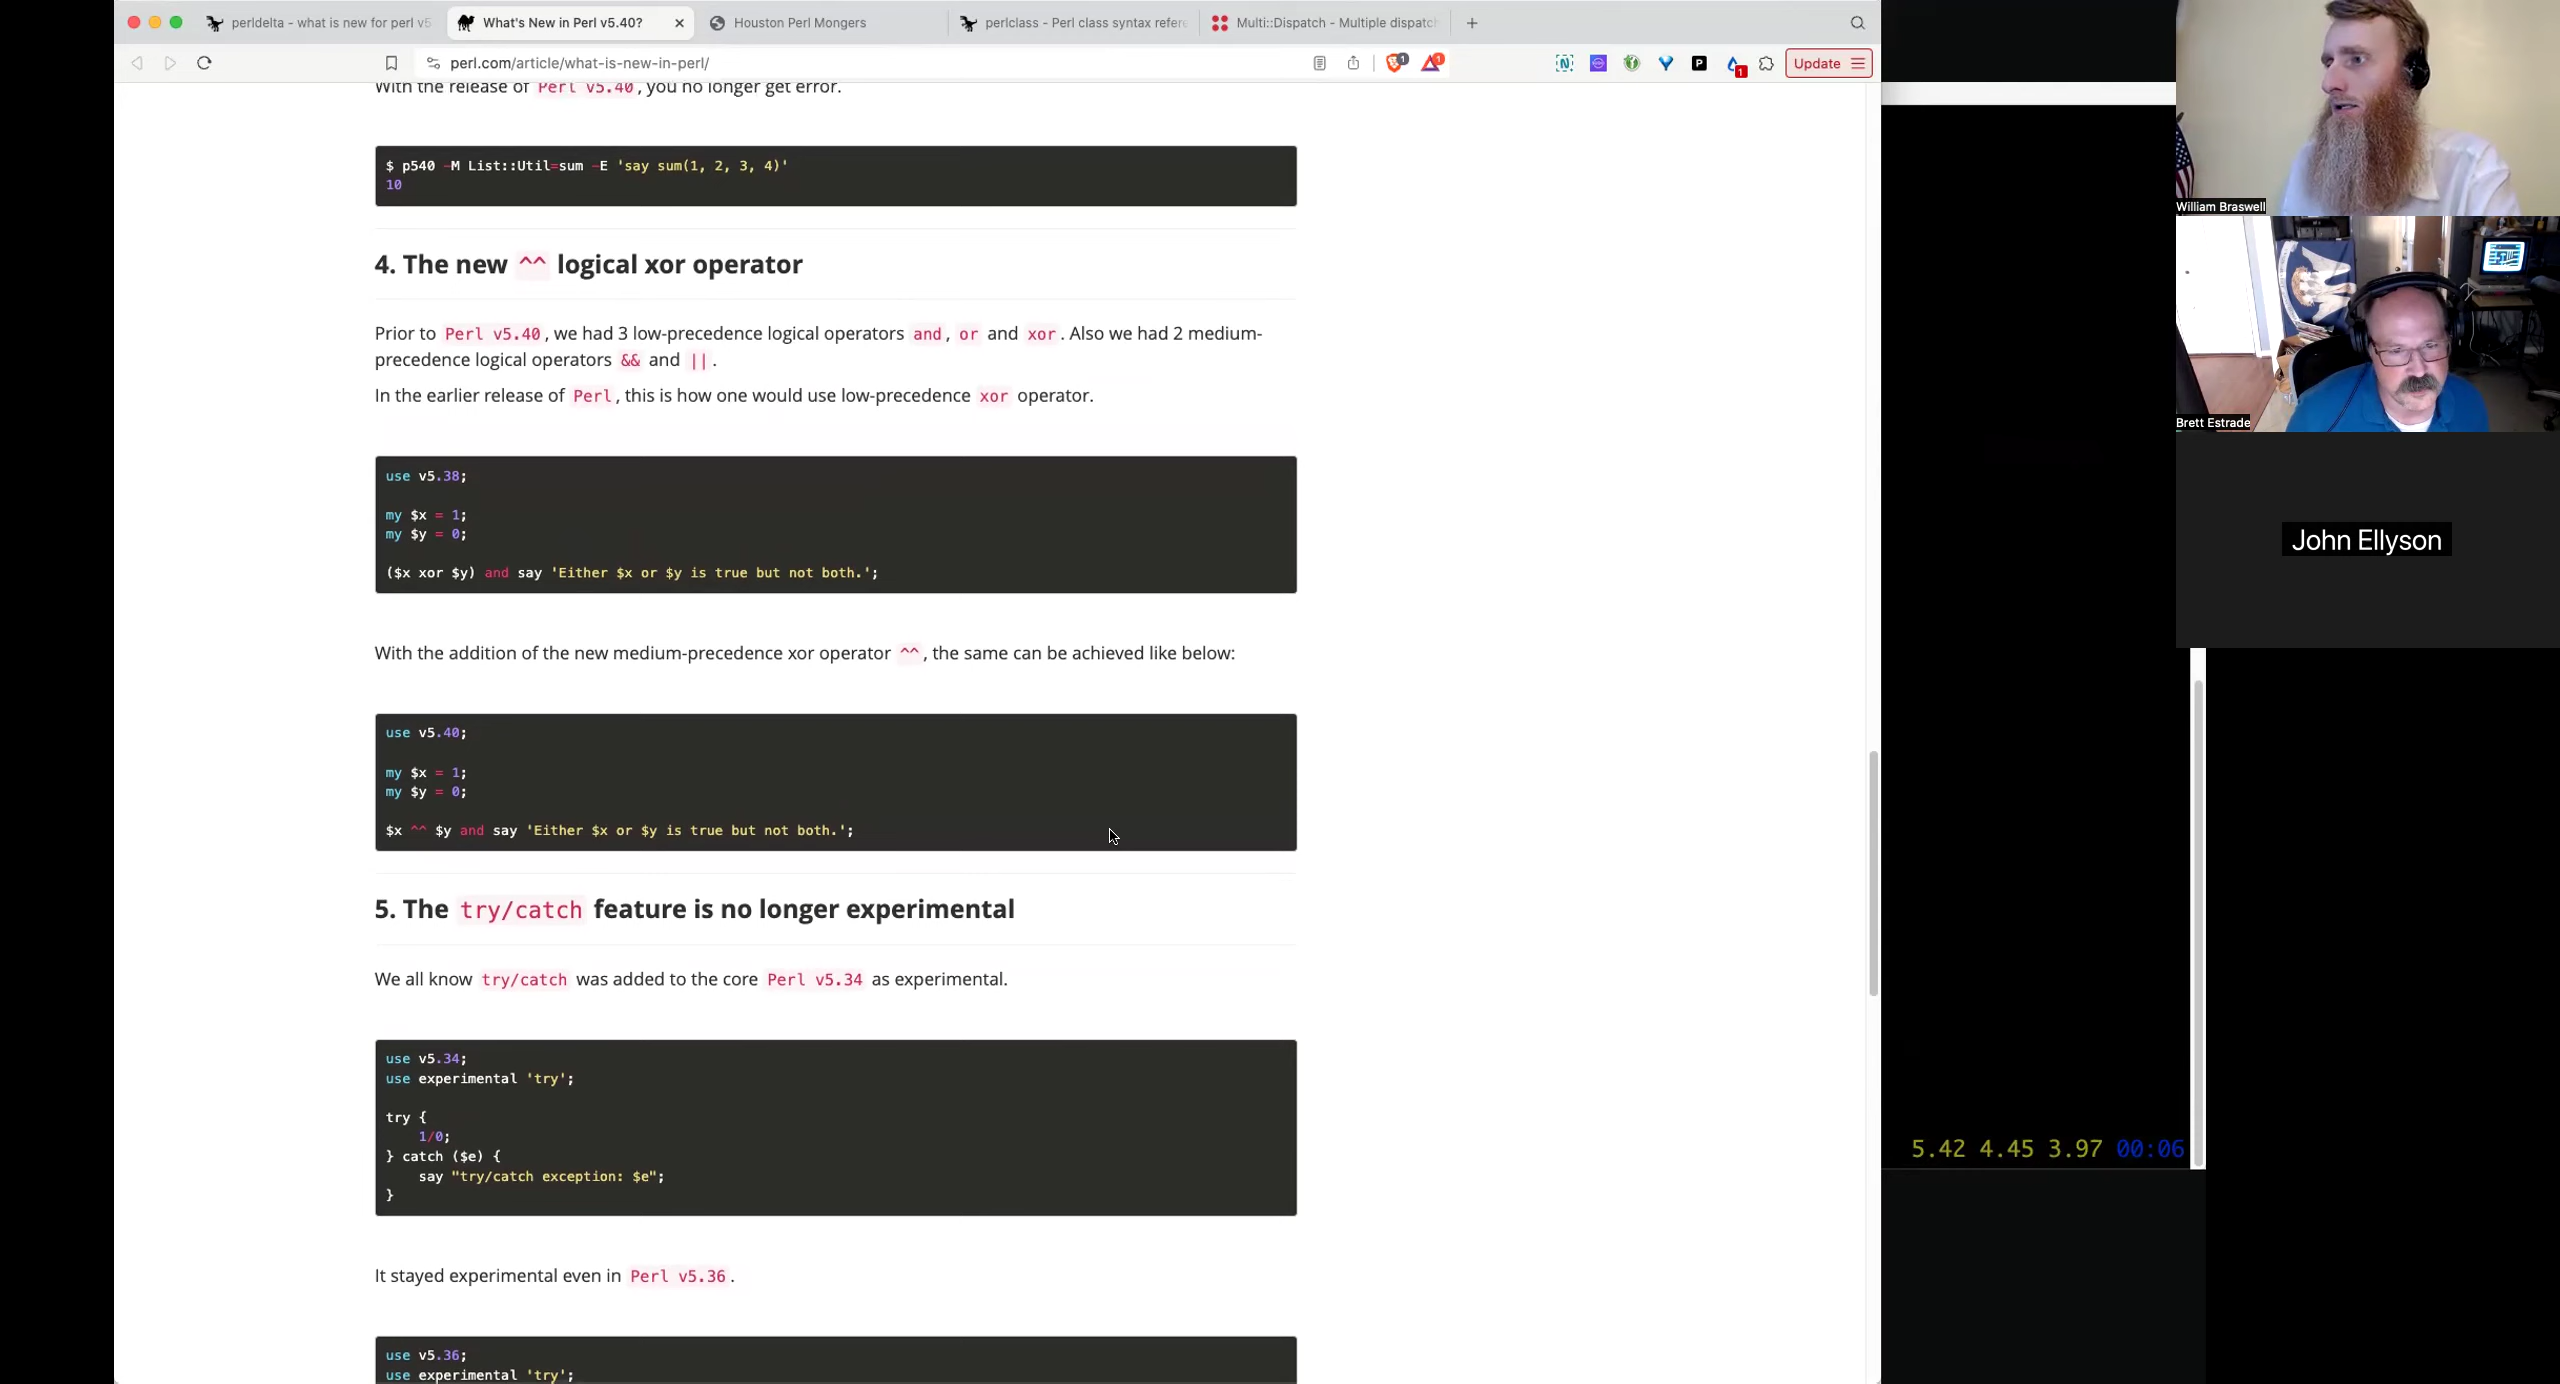 perldelta - what is new for perl v5
What's New in Perl v5.40?
Houston Perl Mongers
perlclass - Perl class syntax refere
Multi::Dispatch - Multiple dispatch
perl.com/article/what-is-new-in-perl/
1
1
1
Update
With the release of Perl v5.40, you no longer get error.
$ p540 -M List::Util=sum -E 'say sum(1, 2, 3, 4)'
10
4. The new ^^ logical xor operator
Prior to Perl v5.40, we had 3 low-precedence logical operators and, or and xor. Also we had 2 medium-
precedence logical operators && and ||.
In the earlier release of Perl, this is how one would use low-precedence xor operator.
use v5.38;
my $x = 1;
my $y = 0;
($x xor $y) and say 'Either $x or $y is true but not both.';
With the addition of the new medium-precedence xor operator ^^, the same can be achieved like below:
use v5.40;
my $x = 1;
my $y = 0;
$x ^^ $y and say 'Either $x or $y is true but not both.';
5. The try/catch feature is no longer experimental
We all know try/catch was added to the core Perl v5.34 as experimental.
use v5.34;
use experimental 'try';
try {
1/0;
} catch ($e) {
say "try/catch exception: $e";
}
It stayed experimental even in Perl v5.36.
use v5.36;
use experimental 'try';
William Braswell
Brett Estrade
John Ellyson
5.42 4.45 3.97 00:06